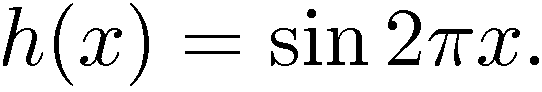 h(x) = sin 2πx.